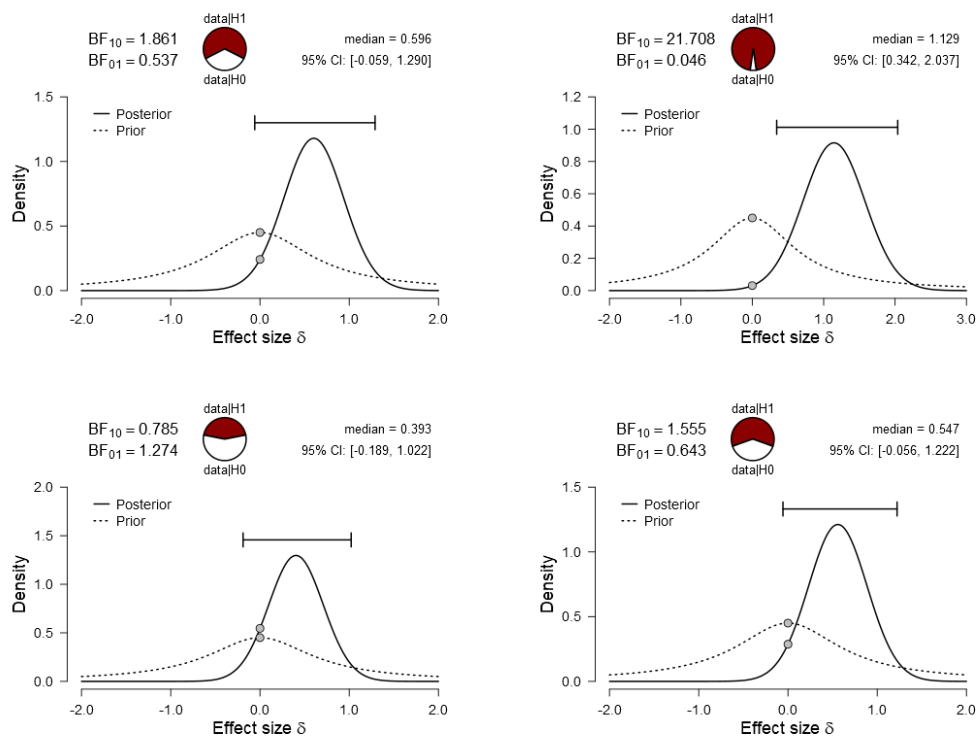 data|H1
BF10 = 1.861
BF01 = 0.537
median = 0.596
95% CI: [-0.059, 1.290]
data|H0
Posterior
Prior
Density
1.5
1.0
0.5
0.0
-2.0 -1.0 0.0 1.0 2.0
Effect size δ
data|H1
BF10 = 21.708
BF01 = 0.046
median = 1.129
95% CI: [0.342, 2.037]
data|H0
Posterior
Prior
Density
1.2
1.0
0.8
0.6
0.4
0.2
0.0
-2.0 -1.0 0.0 1.0 2.0 3.0
Effect size δ
data|H1
BF10 = 0.785
BF01 = 1.274
median = 0.393
95% CI: [-0.189, 1.022]
data|H0
Posterior
Prior
Density
2.0
1.5
1.0
0.5
0.0
-2.0 -1.0 0.0 1.0 2.0
Effect size δ
data|H1
BF10 = 1.555
BF01 = 0.643
median = 0.547
95% CI: [-0.056, 1.222]
data|H0
Posterior
Prior
Density
1.5
1.0
0.5
0.0
-2.0 -1.0 0.0 1.0 2.0
Effect size δ